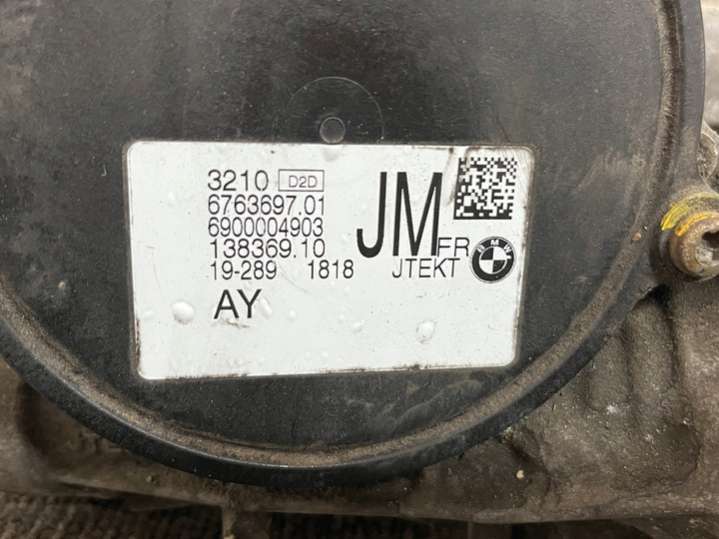 3210 D2D
6763697.01
6900004903
138369.10
19-289 1818
AY
JM FR
JTEKT
BMW